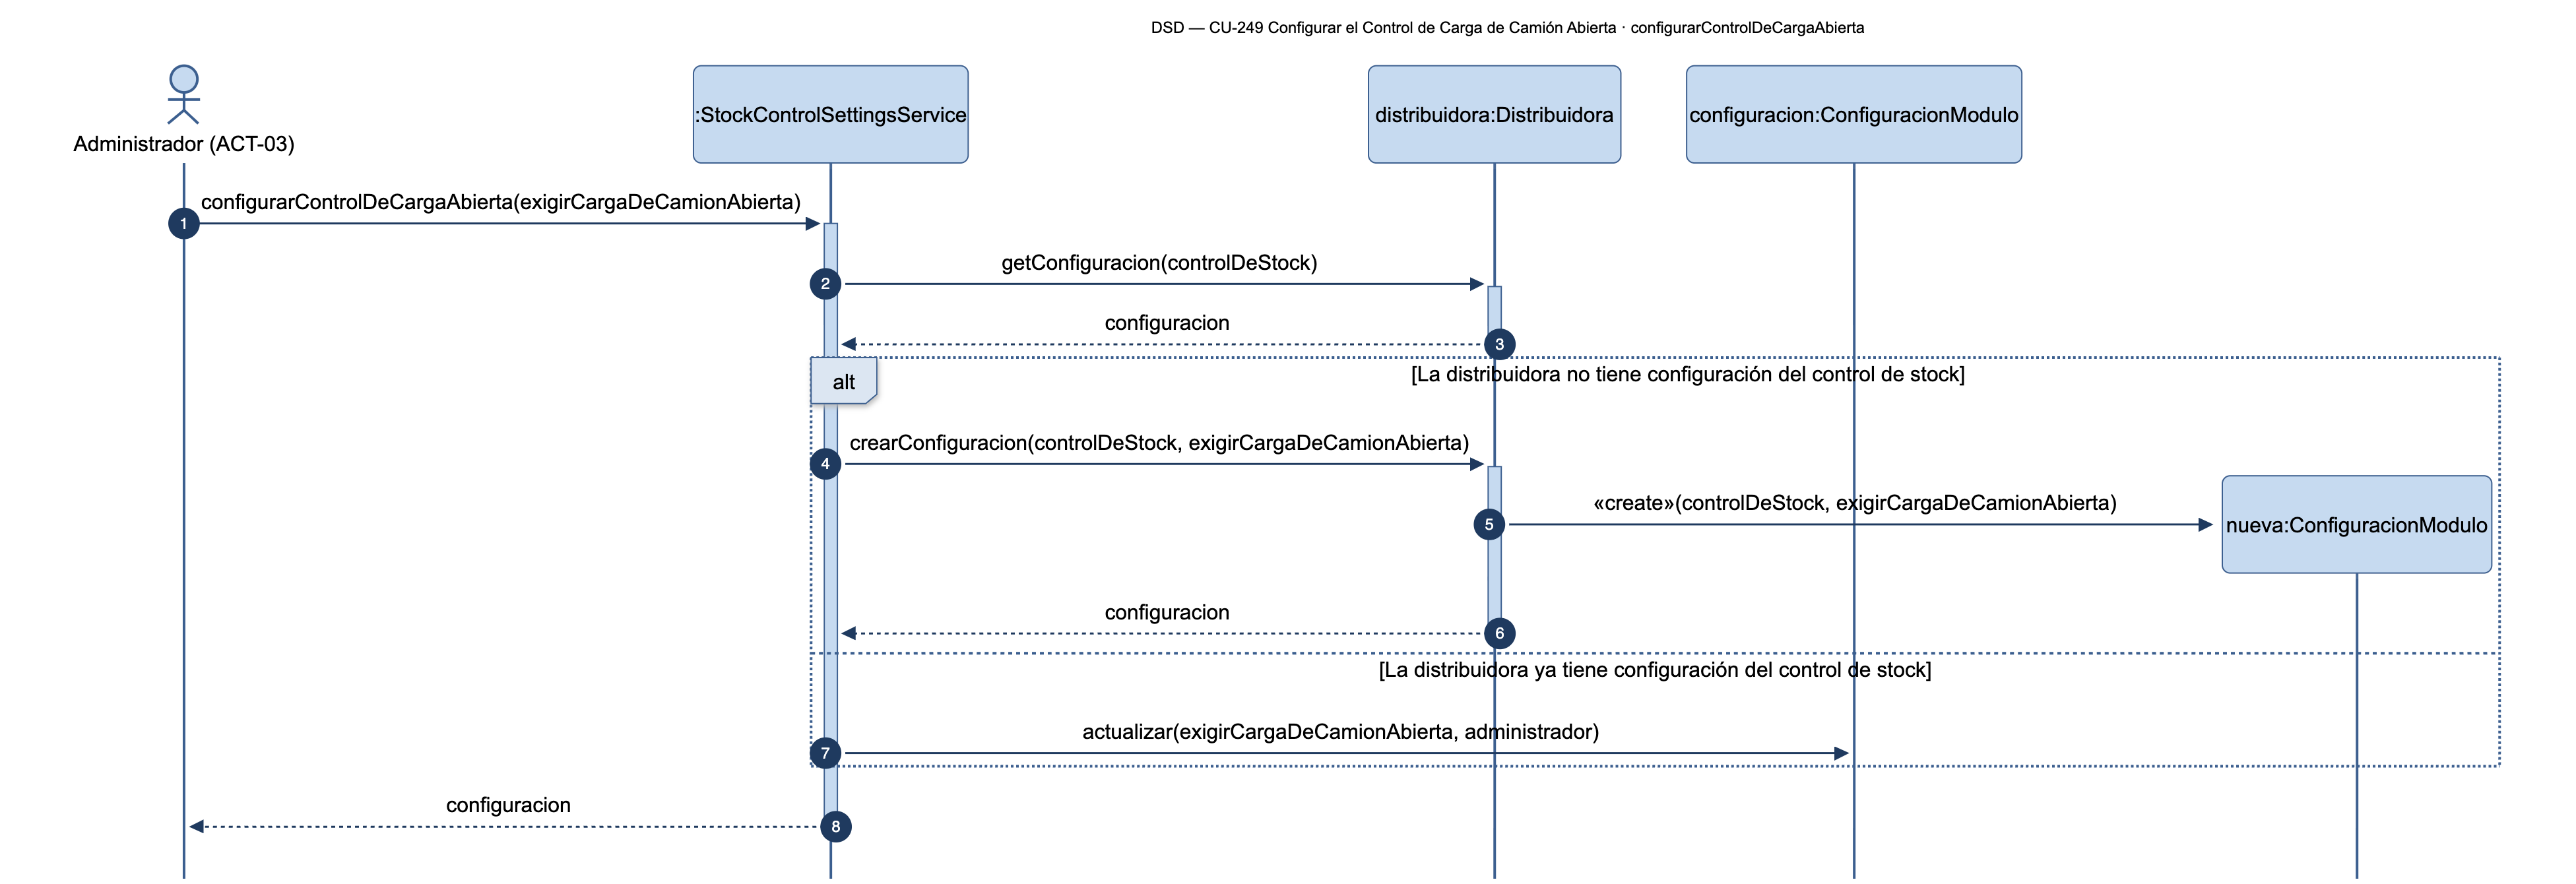 DSD — CU-249 Configurar el Control de Carga de Camión Abierta · configurarControlDeCargaAbierta
Administrador (ACT-03)
:StockControlSettingsService
distribuidora:Distribuidora
configuracion:ConfiguracionModulo
configurarControlDeCargaAbierta(exigirCargaDeCamionAbierta)
1
getConfiguracion(controlDeStock)
2
configuracion
3
alt
[La distribuidora no tiene configuración del control de stock]
crearConfiguracion(controlDeStock, exigirCargaDeCamionAbierta)
4
«create»(controlDeStock, exigirCargaDeCamionAbierta)
5
nueva:ConfiguracionModulo
configuracion
6
[La distribuidora ya tiene configuración del control de stock]
actualizar(exigirCargaDeCamionAbierta, administrador)
7
configuracion
8